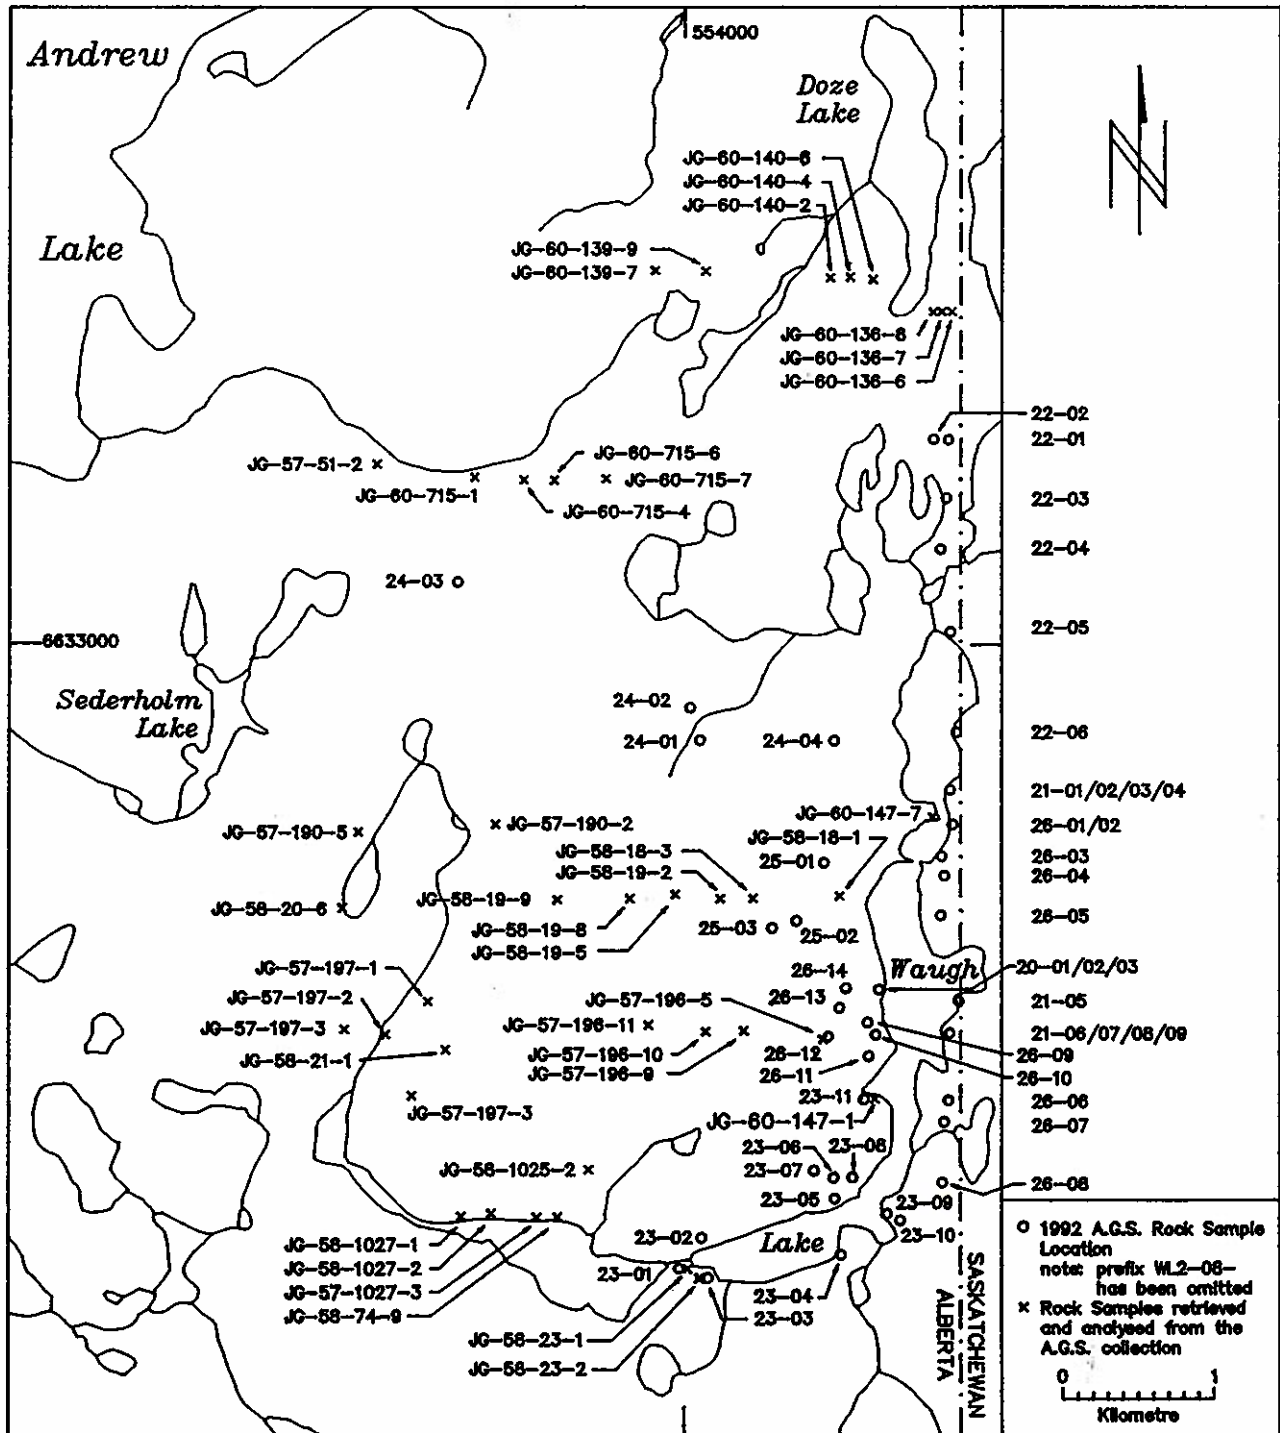 554000
Andrew
Doze
Lake
JG-60-140-6
JG-60-140-4
JG-60-140-2
Lake
JG-60-139-9
JG-60-139-7
JG-60-136-8
JG-60-136-7
JG-60-136-6
22-02
22-01
JG-57-51-2
JG-60-715-6
JG-60-715-7
JG-60-715-1
JG-60-715-4
22-03
22-04
24-03
22-05
6633000
Sederholm
Lake
24-02
24-01
24-04
22-06
21-01/02/03/04
JG-60-147-7
26-01/02
JG-57-190-5
JG-57-190-2
JG-58-18-1
JG-58-18-3
25-01
26-03
JG-58-19-2
26-04
JG-58-20-6
JG-58-19-9
JG-58-19-8
25-03
25-02
26-05
JG-58-19-5
JG-57-197-1
26-14
Waugh
20-01/02/03
JG-57-197-2
JG-57-196-5
26-13
21-05
JG-57-197-3
JG-57-196-11
21-06/07/08/09
JG-58-21-1
JG-57-196-10
26-12
26-09
JG-57-196-9
26-11
26-10
23-11
26-06
JG-57-197-3
JG-60-147-1
26-07
23-06
23-08
JG-58-1025-2
23-07
26-08
23-05
23-09
23-10
JG-58-1027-1
23-02
Lake
JG-58-1027-2
23-01
JG-57-1027-3
23-04
JG-58-74-9
23-03
JG-58-23-1
JG-58-23-2
ALBERTA
SASKATCHEWAN
1992 A.G.S. Rock Sample
Location
note: prefix WL2-06-
has been omitted
Rock Samples retrieved
and analysed from the
A.G.S. collection
0 1
Kilometre